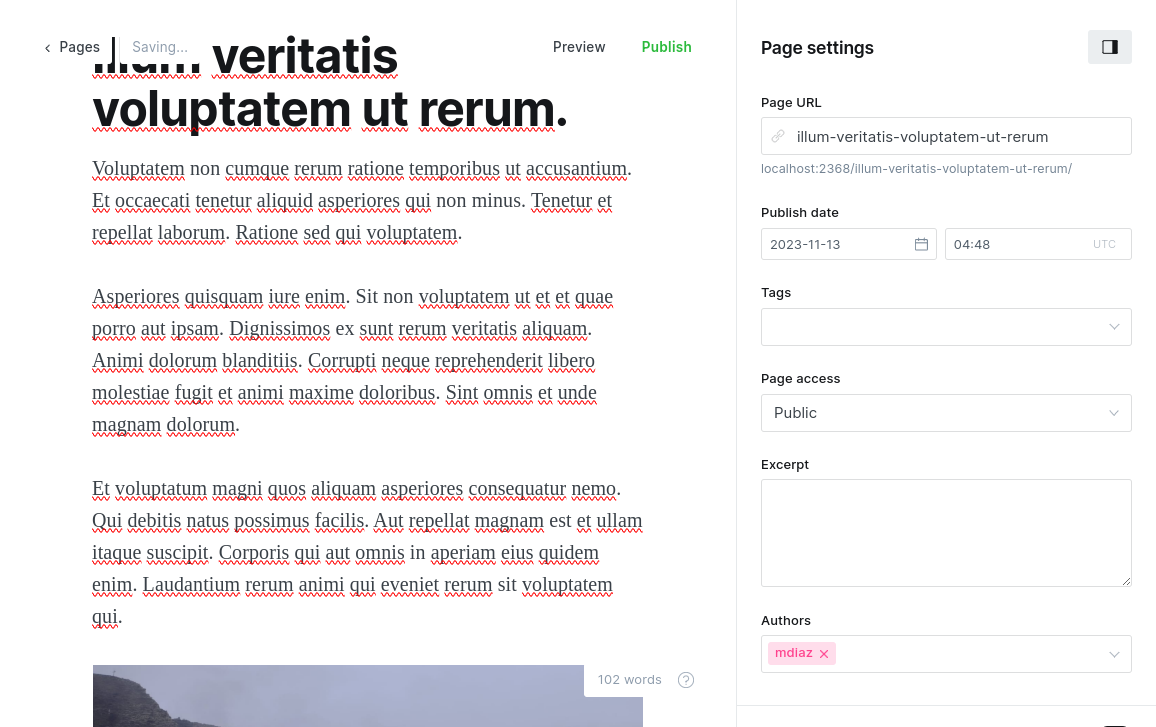 Pages
Saving...
Preview
Publish
Illum veritatis
voluptatem ut rerum.
Voluptatem non cumque rerum ratione temporibus ut accusantium.
Et occaecati tenetur aliquid asperiores qui non minus. Tenetur et
repellat laborum. Ratione sed qui voluptatem.
Asperiores quisquam iure enim. Sit non voluptatem ut et et quae
porro aut ipsam. Dignissimos ex sunt rerum veritatis aliquam.
Animi dolorum blanditiis. Corrupti neque reprehenderit libero
molestiae fugit et animi maxime doloribus. Sint omnis et unde
magnam dolorum.
Et voluptatum magni quos aliquam asperiores consequatur nemo.
Qui debitis natus possimus facilis. Aut repellat magnam est et ullam
itaque suscipit. Corporis qui aut omnis in aperiam eius quidem
enim. Laudantium rerum animi qui eveniet rerum sit voluptatem
qui.
102 words
Page settings
Page URL
illum-veritatis-voluptatem-ut-rerum
localhost:2368/illum-veritatis-voluptatem-ut-rerum/
Publish date
2023-11-13
04:48
UTC
Tags
Page access
Public
Excerpt
Authors
mdiaz